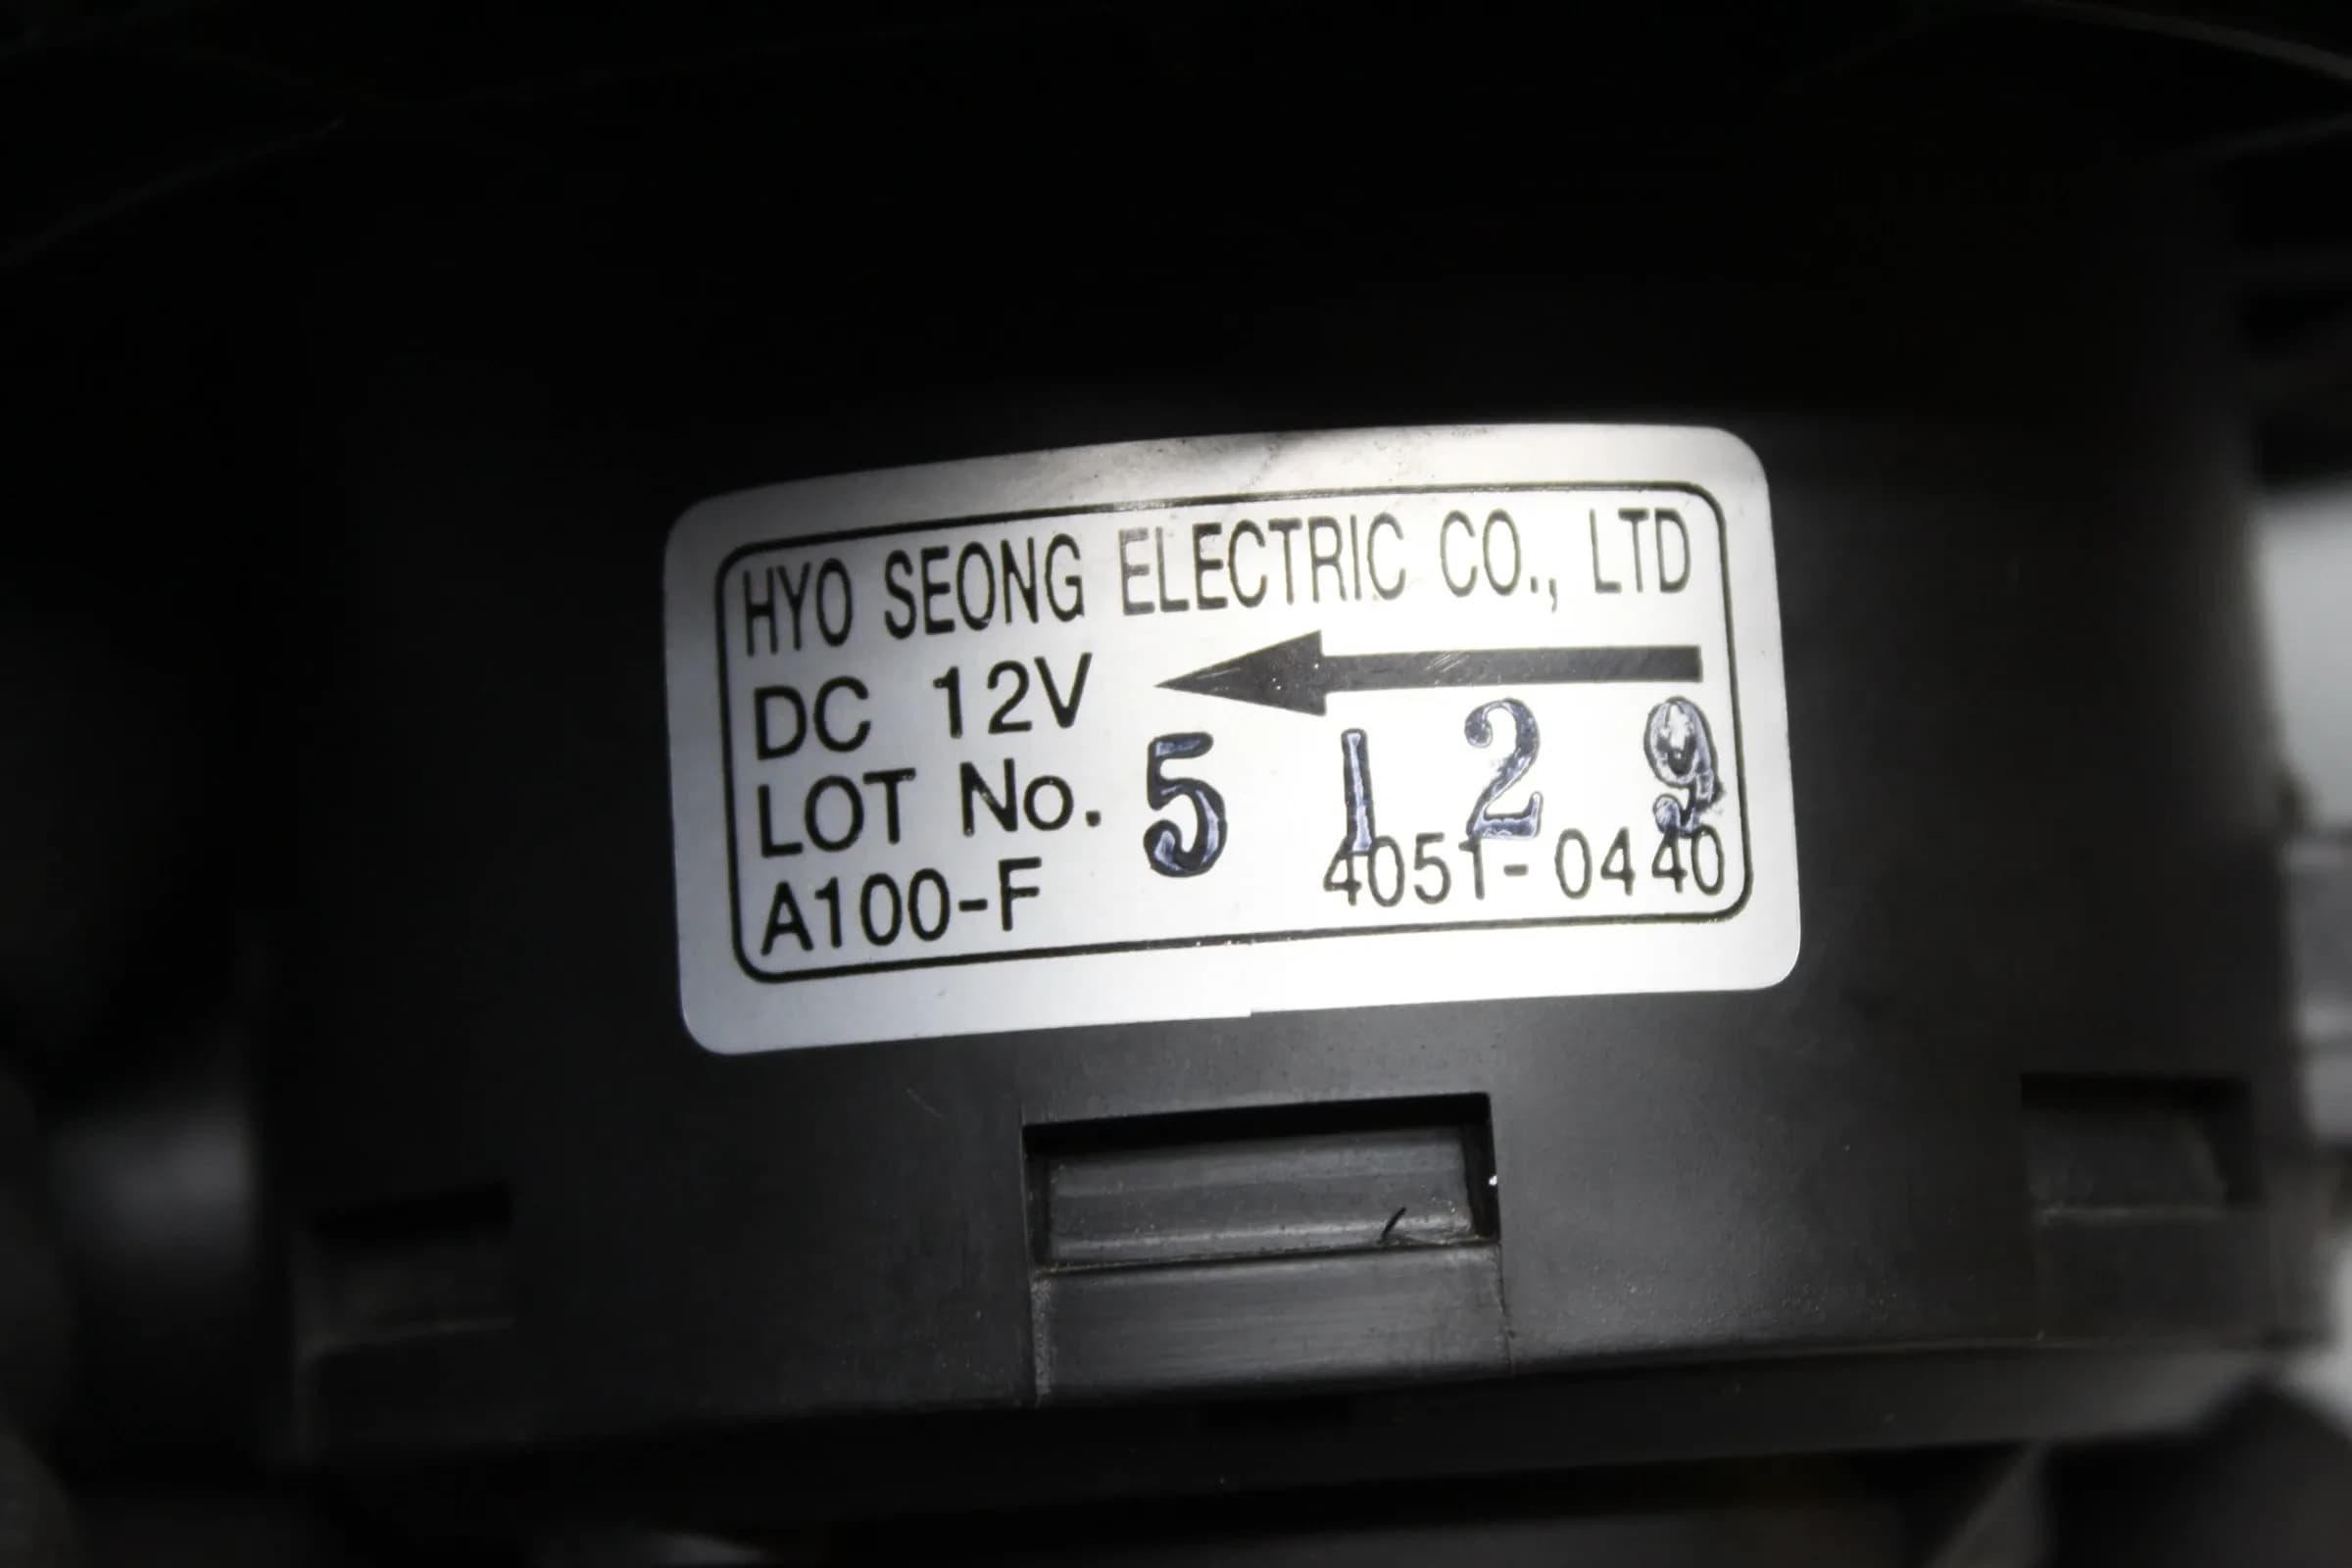 HYO SEONG ELECTRIC CO., LTD
DC 12V
LOT No. 5 1 2 9
A100-F 4051-0440